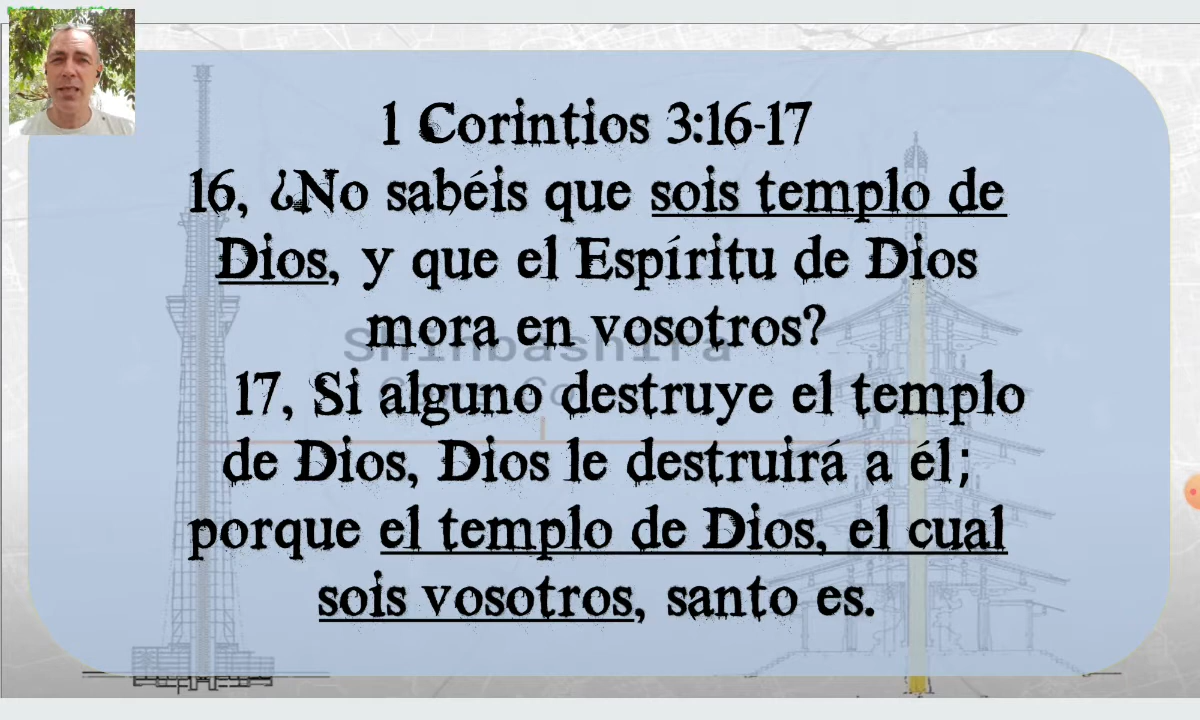 1 Corintios 3:16-17
16, ¿No sabéis que sois templo de
Dios, y que el Espíritu de Dios
mora en vosotros?
17, Si alguno destruye el templo
de Dios, Dios le destruirá a él;
porque el templo de Dios, el cual
sois vosotros, santo es.
Shinbashira